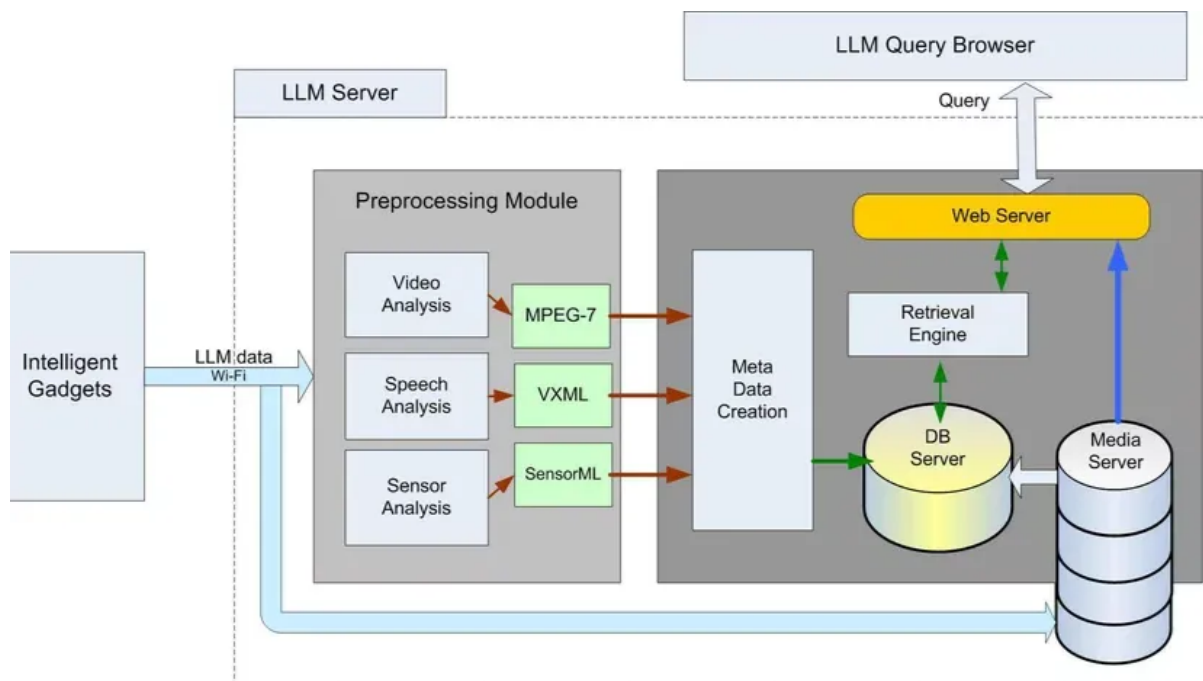 LLM Query Browser
LLM Server
Query
Preprocessing Module
Web Server
Video
Analysis
MPEG-7
Retrieval
Engine
Intelligent
Gadgets
LLM data
Wi-Fi
Speech
Analysis
VXML
Meta
Data
Creation
DB
Server
Media
Server
Sensor
Analysis
SensorML